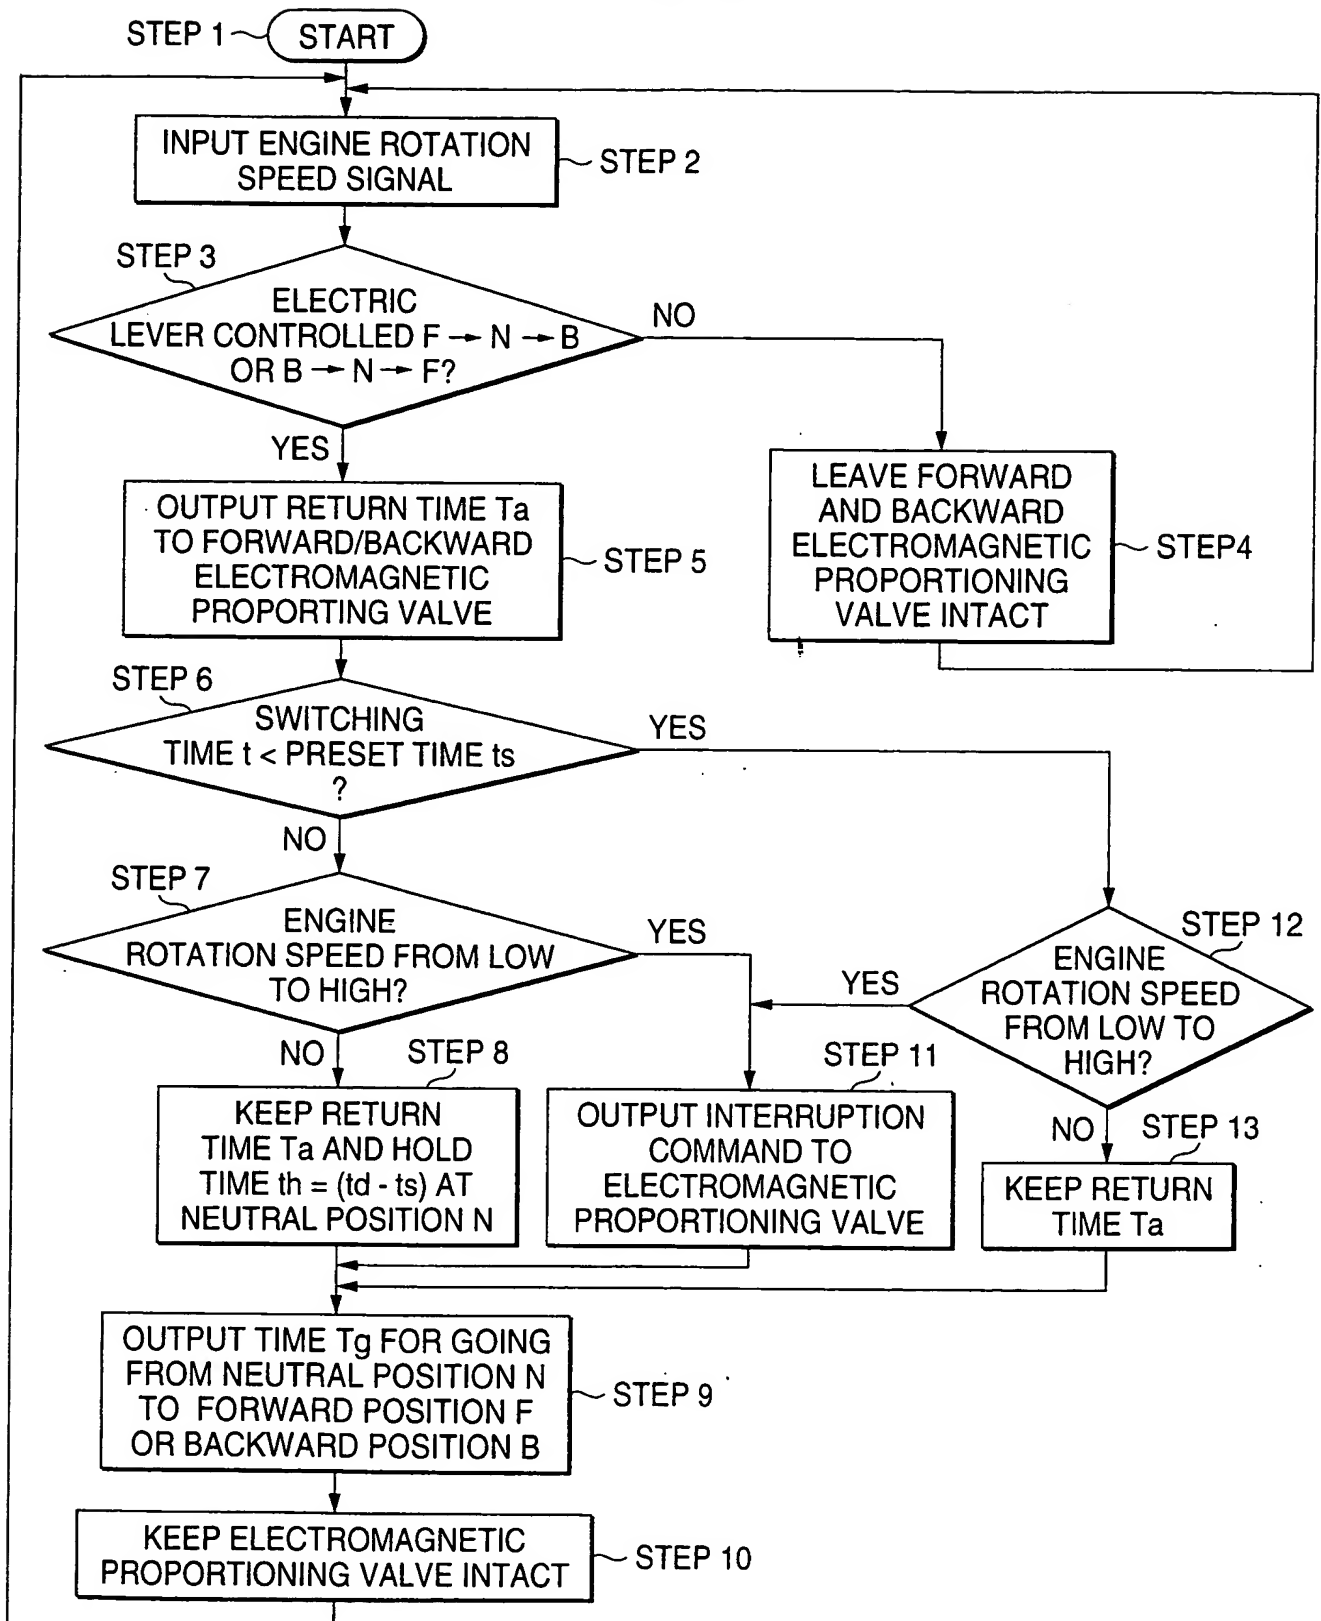 STEP 1
START
INPUT ENGINE ROTATION
SPEED SIGNAL
STEP 2
STEP 3
ELECTRIC
LEVER CONTROLLED F → N → B
OR B → N → F?
NO
YES
LEAVE FORWARD
AND BACKWARD
ELECTROMAGNETIC
PROPORTIONING
VALVE INTACT
STEP4
OUTPUT RETURN TIME Ta
TO FORWARD/BACKWARD
ELECTROMAGNETIC
PROPORTING VALVE
STEP 5
STEP 6
SWITCHING
TIME t < PRESET TIME ts
?
YES
NO
STEP 7
ENGINE
ROTATION SPEED FROM LOW
TO HIGH?
YES
NO
STEP 12
ENGINE
ROTATION SPEED
FROM LOW TO
HIGH?
YES
NO
STEP 8
KEEP RETURN
TIME Ta AND HOLD
TIME th = (td - ts) AT
NEUTRAL POSITION N
STEP 11
OUTPUT INTERRUPTION
COMMAND TO
ELECTROMAGNETIC
PROPORTIONING VALVE
STEP 13
KEEP RETURN
TIME Ta
OUTPUT TIME Tg FOR GOING
FROM NEUTRAL POSITION N
TO FORWARD POSITION F
OR BACKWARD POSITION B
STEP 9
KEEP ELECTROMAGNETIC
PROPORTIONING VALVE INTACT
STEP 10